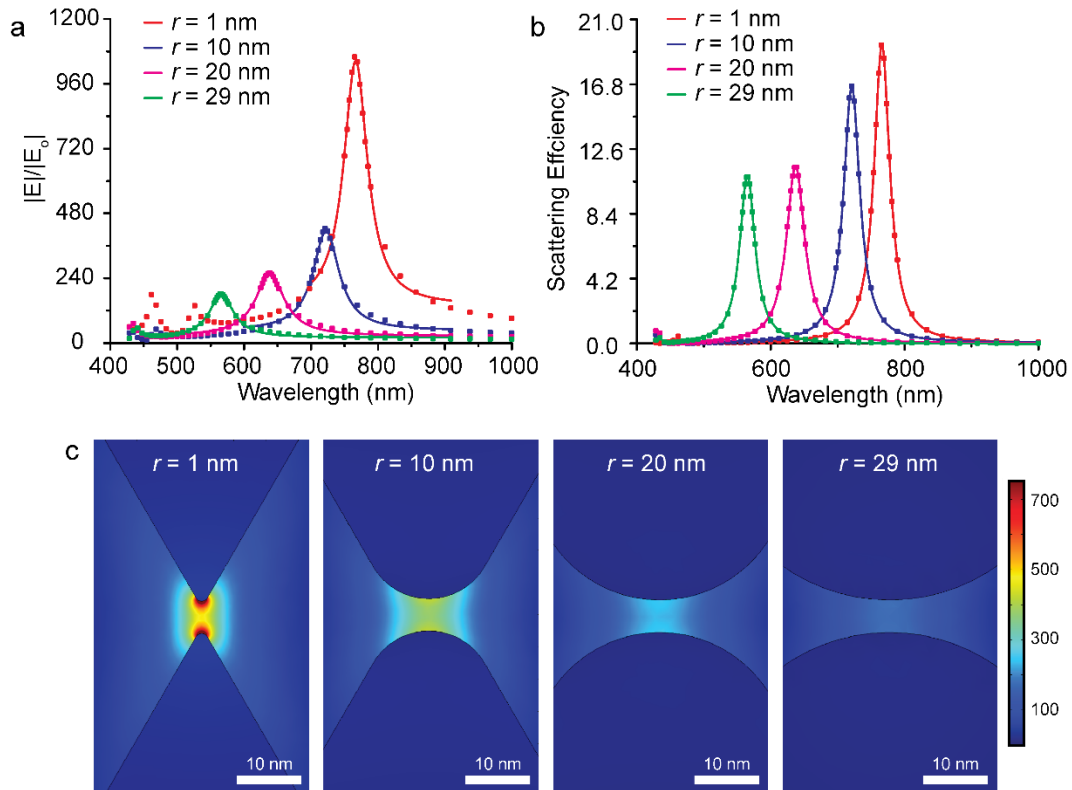 a
1200
960
720
480
240
0
|E|/|Eₒ|
r = 1 nm
r = 10 nm
r = 20 nm
r = 29 nm
400 500 600 700 800 900 1000
Wavelength (nm)
b
21.0
16.8
12.6
8.4
4.2
0.0
Scattering Effciency
r = 1 nm
r = 10 nm
r = 20 nm
r = 29 nm
400 600 800 1000
Wavelength (nm)
c
r = 1 nm
r = 10 nm
r = 20 nm
r = 29 nm
10 nm
10 nm
10 nm
10 nm
700
500
300
100